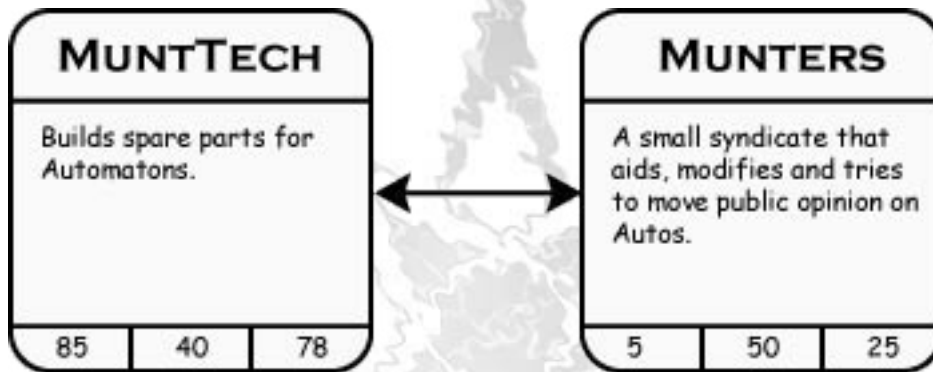 MUNTTECH
Builds spare parts for
Automatons.
85 40 78
MUNTERS
A small syndicate that
aids, modifies and tries
to move public opinion on
Autos.
5 50 25